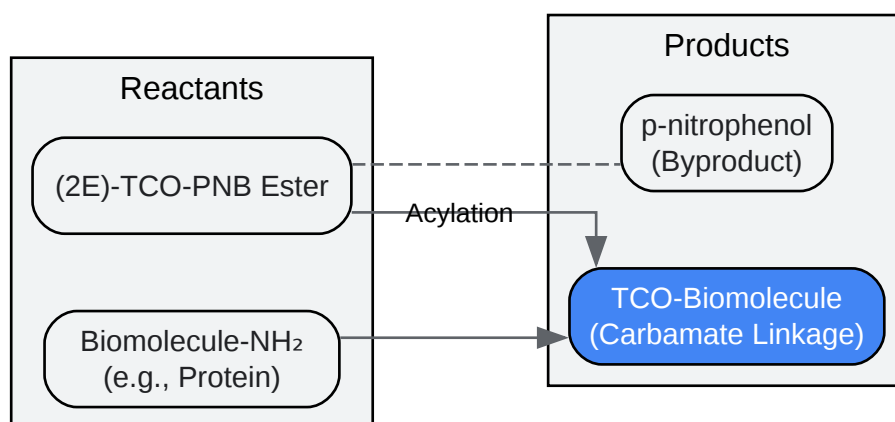 Reactants
(2E)-TCO-PNB Ester
Biomolecule-NH₂
(e.g., Protein)
Acylation
Products
p-nitrophenol
(Byproduct)
TCO-Biomolecule
(Carbamate Linkage)